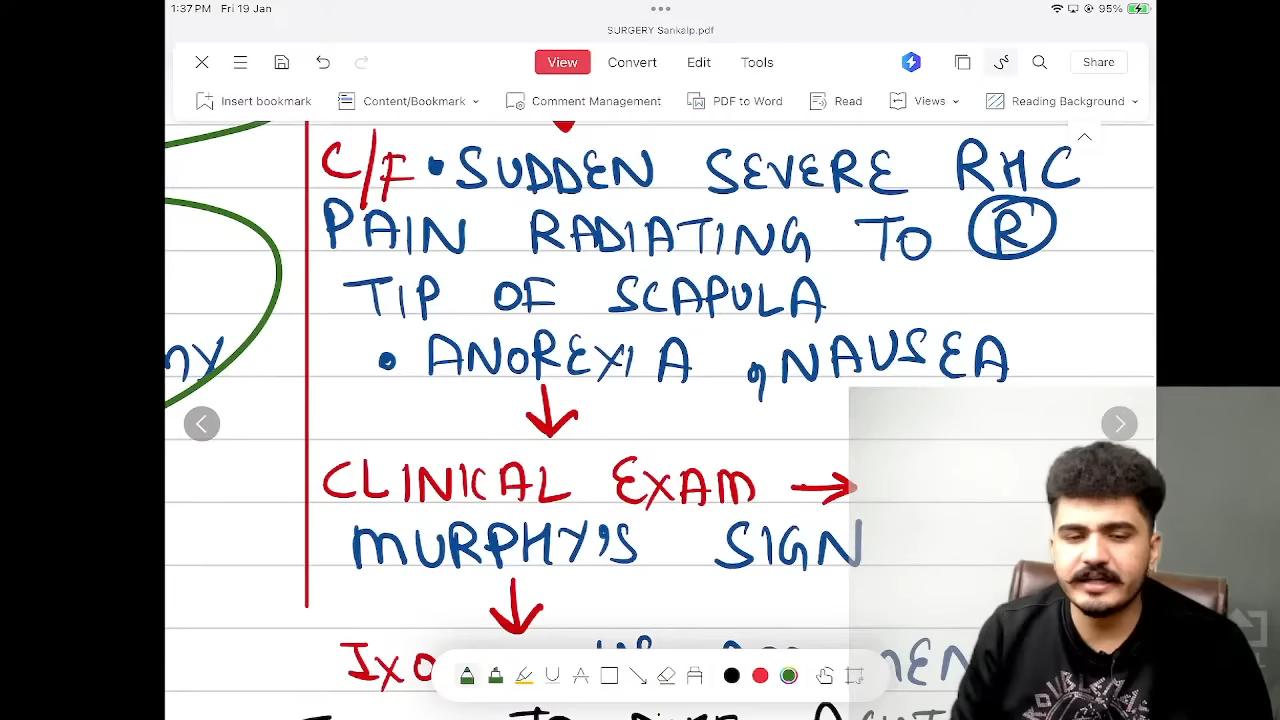 1:37 PM Fri 19 Jan
95%
SURGERY Sankalp.pdf
View Convert Edit Tools Share
Insert bookmark Content/Bookmark Comment Management PDF to Word Read Views Reading Background
C/F • SUDDEN SEVERE RHC
PAIN RADIATING TO R
TIP OF SCAPULA
• ANOREXIA, NAUSEA
CLINICAL EXAM →
MURPHY'S SIGN